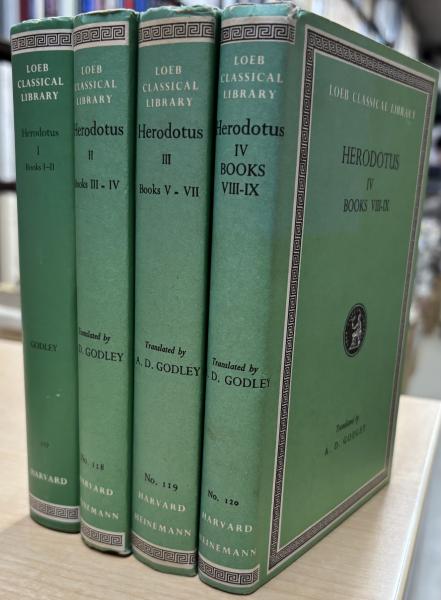 LOEB
CLASSICAL
LIBRARY
Herodotus
I
Books I-II
GODLEY
HARVARD
LOEB
CLASSICAL
LIBRARY
Herodotus
II
Books III - IV
Translated by
A. D. GODLEY
No. 118
HARVARD
HEINEMANN
LOEB
CLASSICAL
LIBRARY
Herodotus
III
Books V - VII
Translated by
A. D. GODLEY
No. 119
HARVARD
HEINEMANN
LOEB
CLASSICAL
LIBRARY
Herodotus
IV
BOOKS
VIII-IX
Translated by
A. D. GODLEY
No. 120
HARVARD
HEINEMANN
LOEB CLASSICAL LIBRARY
HERODOTUS
IV
BOOKS VIII-IX
Translated by
A. D. GODLEY